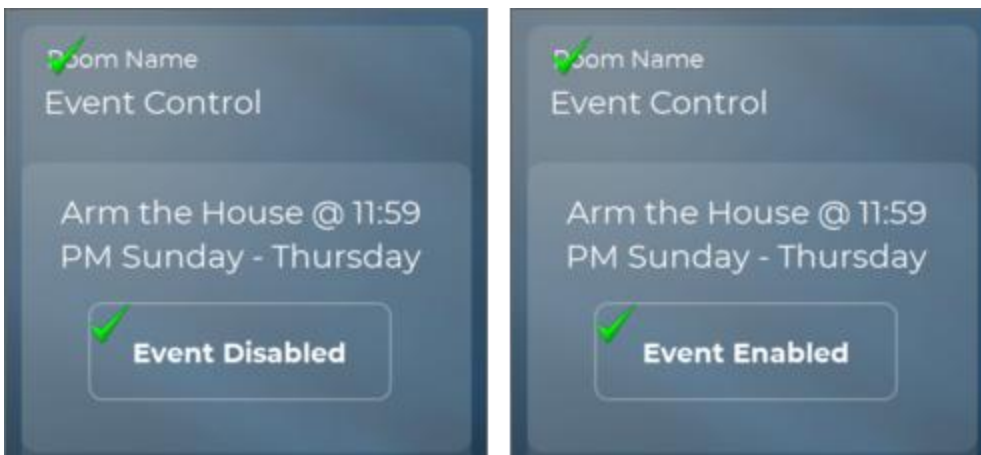 Room Name
Event Control
Arm the House @ 11:59
PM Sunday - Thursday
Event Disabled
Room Name
Event Control
Arm the House @ 11:59
PM Sunday - Thursday
Event Enabled